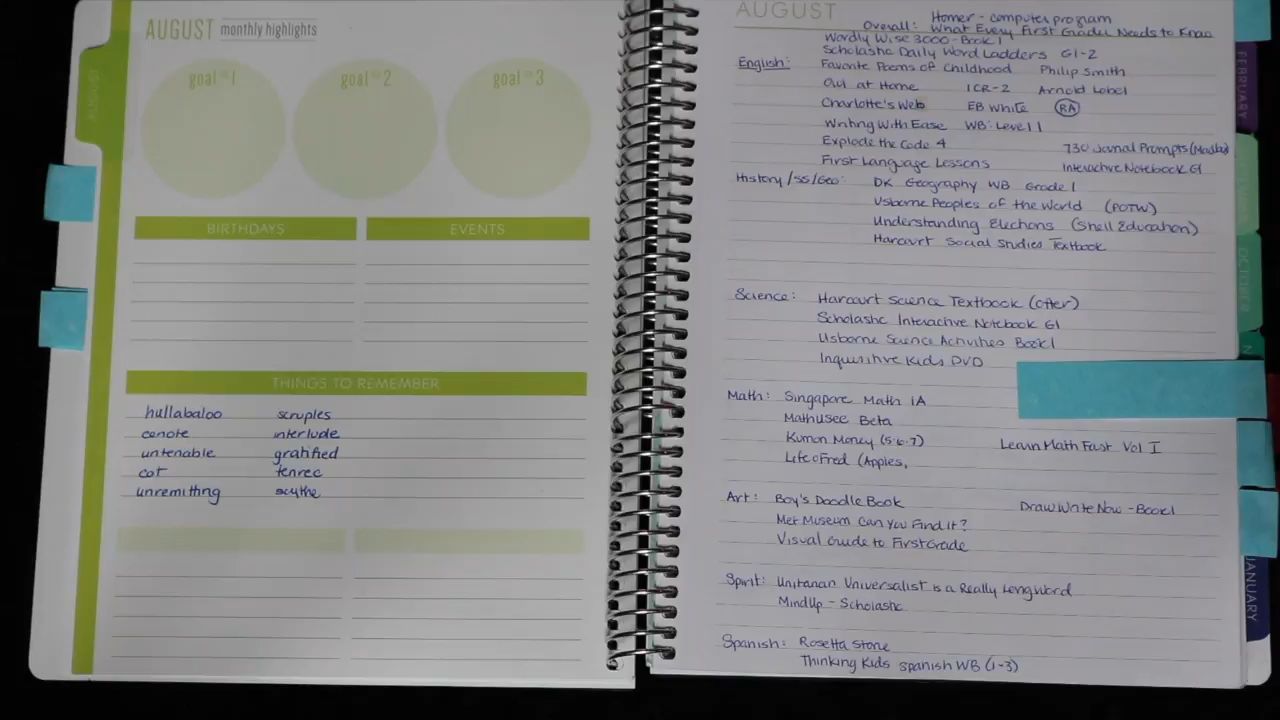 AUGUST monthly highlights
goal #1
goal #2
goal #3
BIRTHDAYS
EVENTS
THINGS TO REMEMBER
hullabaloo scruples
cenote interlude
untenable gratified
cot tenrec
unremitting scythe
AUGUST
Homer - computer program
Overall: What Every First Grader Needs to Know
Wordly Wise 3000 - Book 1
Scholastic Daily Word Ladders G1-2
English: Favorite Poems of Childhood Philip Smith
Owl at Home ICR-2 Arnold Lobel
Charlotte's Web EB White RA
Writing With Ease WB: Level 1
Explode the Code 4 730 Journal Prompts
First Language Lessons Interactive Notebook G1
History/SS/Geo: DK Geography WB Grade 1
Usborne Peoples of the World (POTW)
Understanding Elections (Shell Education)
Harcourt Social Studies Textbook
Science: Harcourt Science Textbook (otter)
Scholastic Interactive Notebook G1
Usborne Science Activities Book 1
Inquisitive Kids DVD
Math: Singapore Math 1A
MathUSee Beta
Kumon Money (5.6.7) Learn Math Fast Vol I
Life of Fred (Apples,
Art: Boy's Doodle Book Draw Write Now - Book 1
Met Museum Can You Find It?
Visual Guide to First Grade
Spirit: Unitarian Universalist is a Really Long Word
MindUp - Scholastic
Spanish: Rosetta Stone
Thinking Kids Spanish WB (1-3)
FEBRUARY
OCTOBER
JANUARY